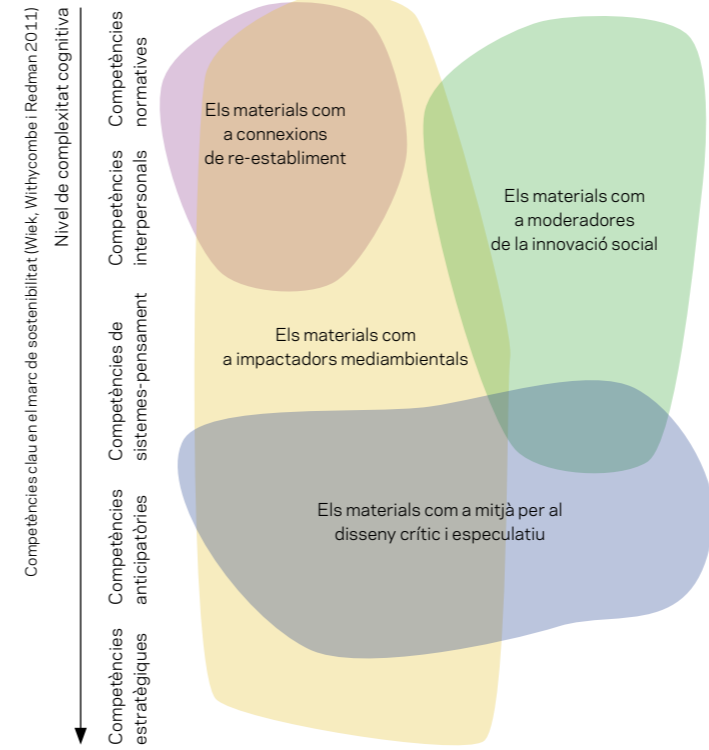 Competències clau en el marc de sostenibilitat (Wiek, Withycombe i Redman 2011)
Nivel de complexitat cognitiva
Competències
normatives
Competències
interpersonals
Competències de
sistemes-pensament
Competències
anticipatòries
Competències
estratègiques
Els materials com
a connexions
de re-establiment
Els materials com
a moderadores
de la innovació social
Els materials com
a impactadors mediambientals
Els materials com a mitjà per al
disseny crític i especulatiu